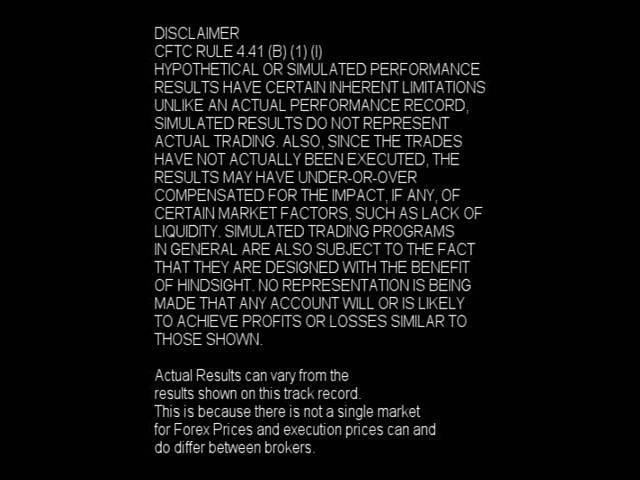 DISCLAIMER
CFTC RULE 4.41 (B) (1) (I)
HYPOTHETICAL OR SIMULATED PERFORMANCE
RESULTS HAVE CERTAIN INHERENT LIMITATIONS
UNLIKE AN ACTUAL PERFORMANCE RECORD,
SIMULATED RESULTS DO NOT REPRESENT
ACTUAL TRADING. ALSO, SINCE THE TRADES
HAVE NOT ACTUALLY BEEN EXECUTED, THE
RESULTS MAY HAVE UNDER-OR-OVER
COMPENSATED FOR THE IMPACT, IF ANY, OF
CERTAIN MARKET FACTORS, SUCH AS LACK OF
LIQUIDITY. SIMULATED TRADING PROGRAMS
IN GENERAL ARE ALSO SUBJECT TO THE FACT
THAT THEY ARE DESIGNED WITH THE BENEFIT
OF HINDSIGHT. NO REPRESENTATION IS BEING
MADE THAT ANY ACCOUNT WILL OR IS LIKELY
TO ACHIEVE PROFITS OR LOSSES SIMILAR TO
THOSE SHOWN.
Actual Results can vary from the
results shown on this track record.
This is because there is not a single market
for Forex Prices and execution prices can and
do differ between brokers.